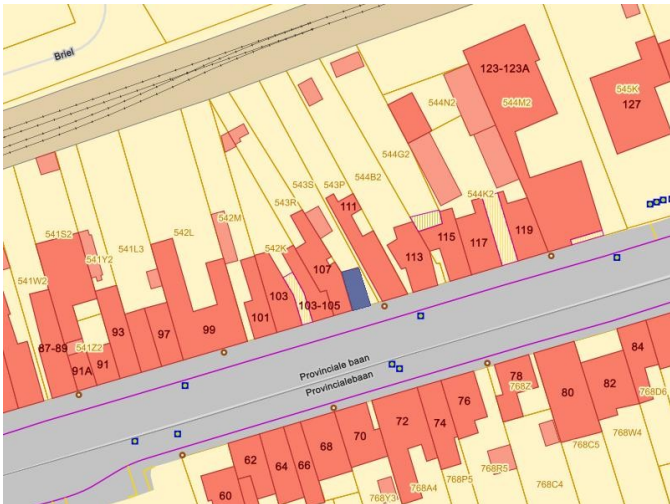 Briel
123-123A
544M2
545K
127
544N2
544G2
544B2
543P
543S
543R
111
544K2
541S2
541Y2
541L3
542L
542M
542K
541W2
107
113
115
117
119
87-89
541Z2
91A
91
93
97
99
101
103
103-105
Provinciale baan
Provincialebaan
84
78
768Z
80
82
768D6
76
72
74
70
68
66
64
62
60
768Y3
768A4
768P5
768R5
768C4
768C5
768W4